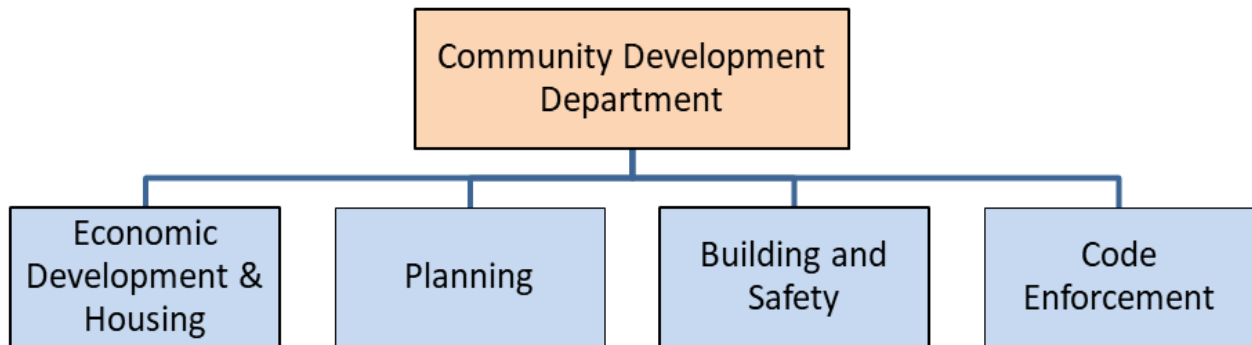 Community Development
Department
Economic
Development &
Housing
Planning
Building and
Safety
Code
Enforcement